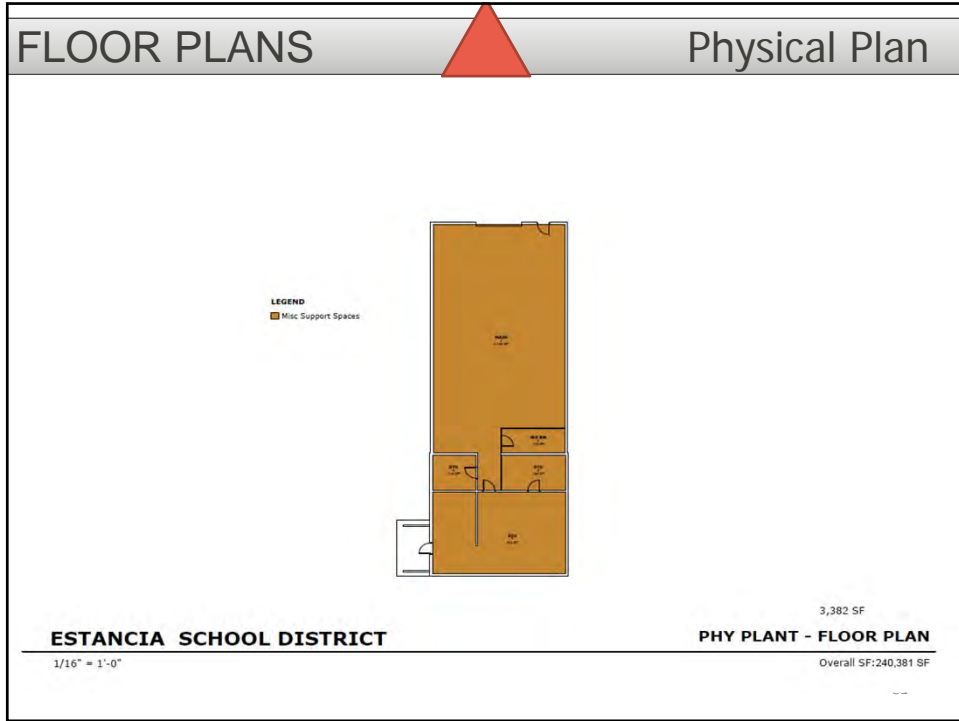 FLOOR PLANS
Physical Plan
LEGEND
Misc Support Spaces
3,382 SF
ESTANCIA SCHOOL DISTRICT
PHY PLANT - FLOOR PLAN
1/16" = 1'-0"
Overall SF:240,381 SF